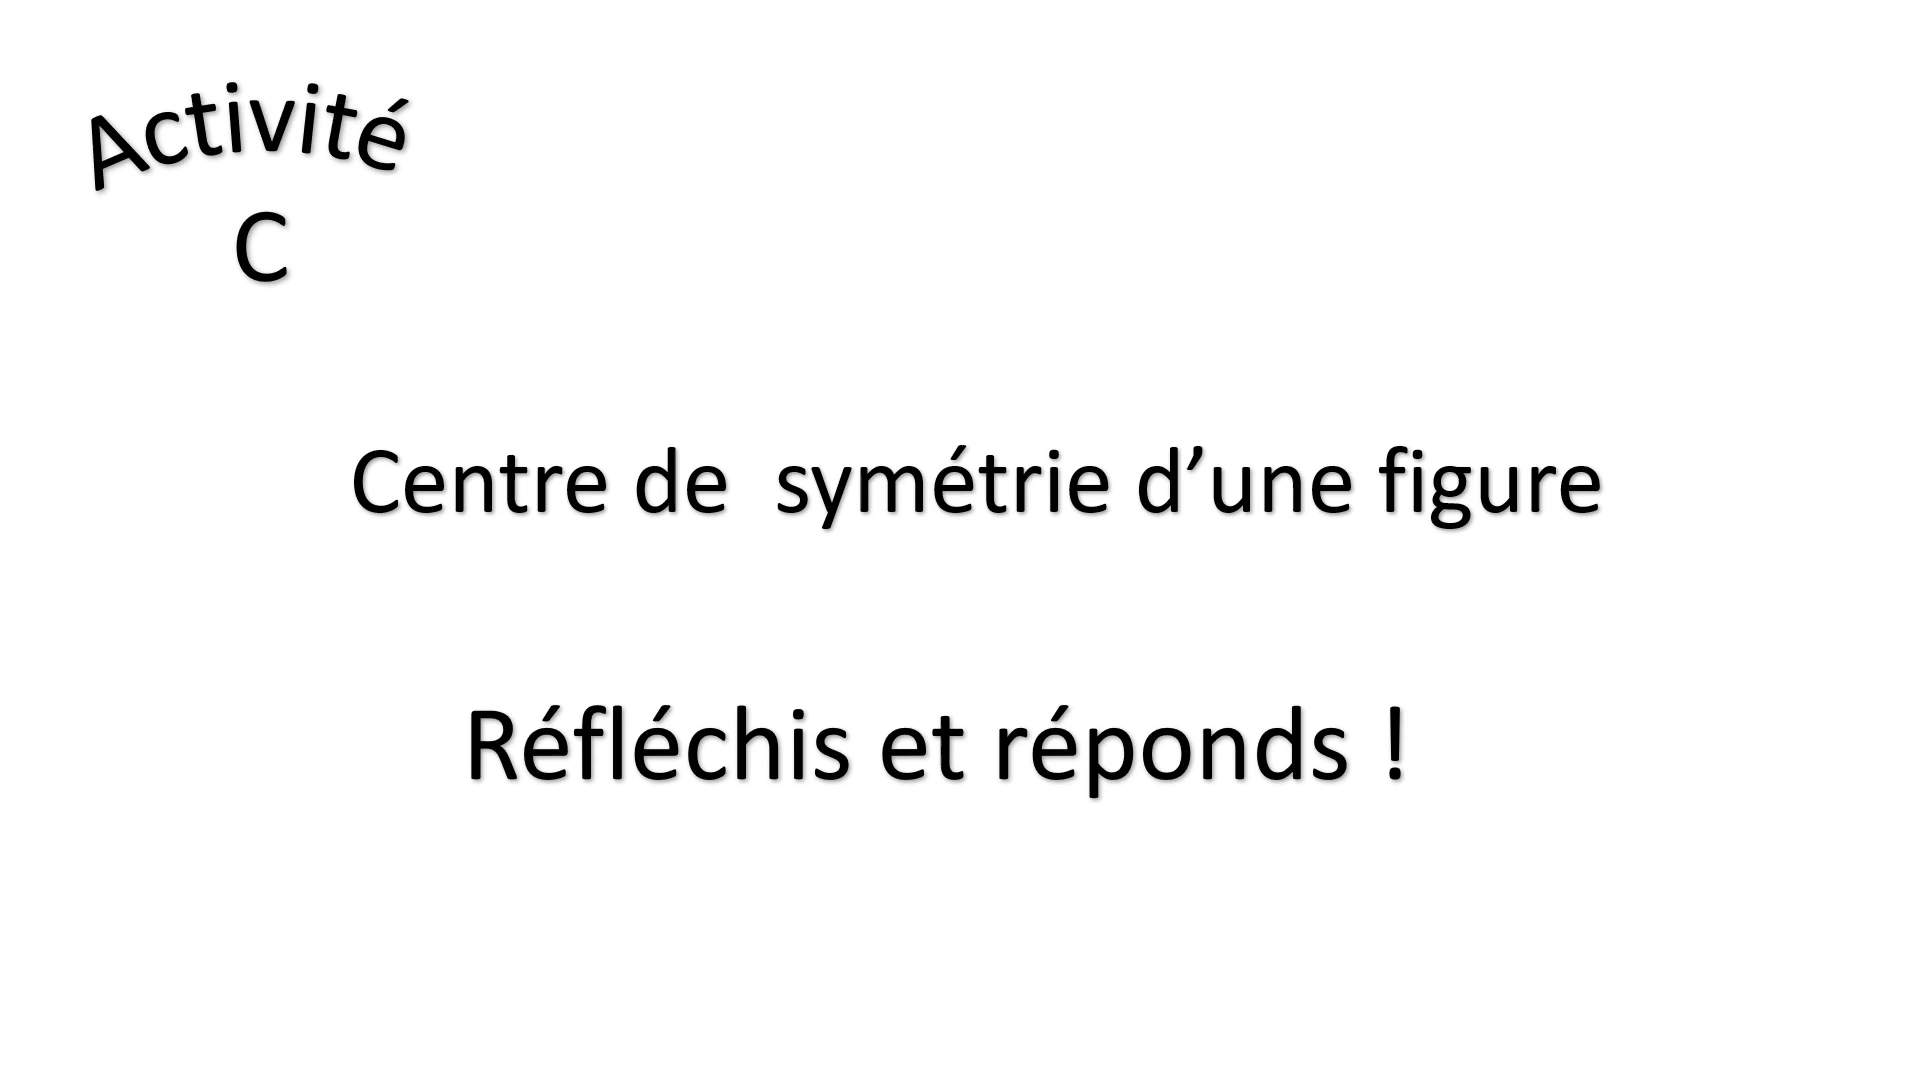 Activité
C
Centre de  symétrie d’une figure
Réfléchis et réponds !